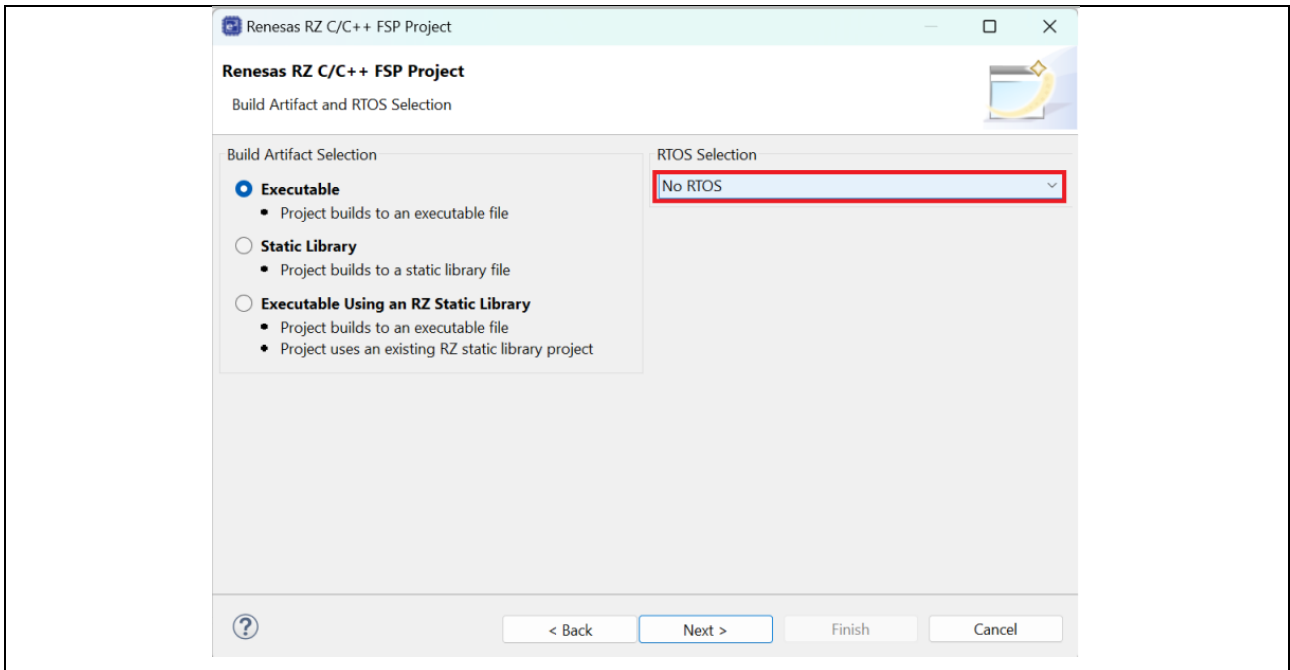 Renesas RZ C/C++ FSP Project
Renesas RZ C/C++ FSP Project
Build Artifact and RTOS Selection
Build Artifact Selection
Executable
• Project builds to an executable file
Static Library
• Project builds to a static library file
Executable Using an RZ Static Library
• Project builds to an executable file
• Project uses an existing RZ static library project
RTOS Selection
No RTOS
? < Back Next > Finish Cancel